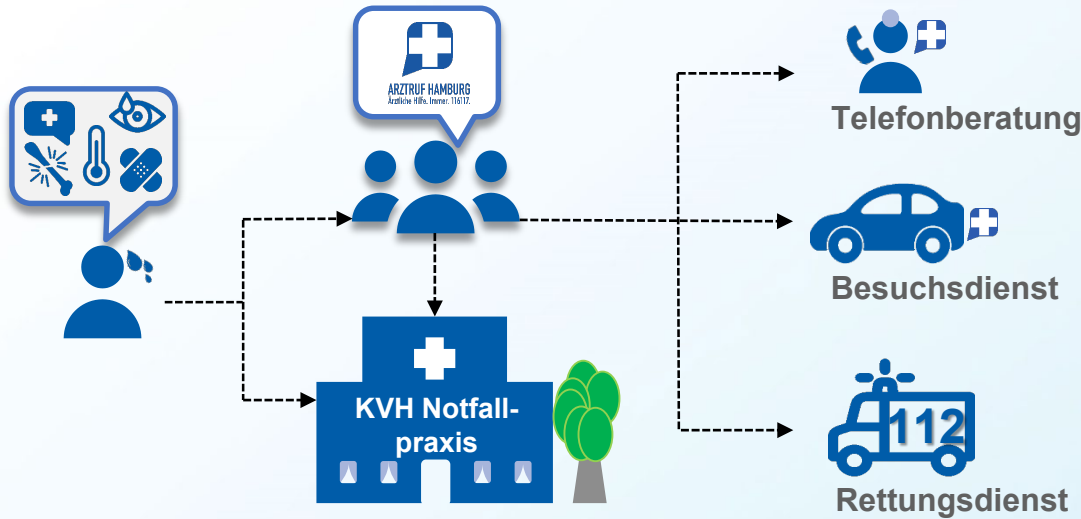 ARZTRUF HAMBURG
Ärztliche Hilfe. Immer. 116117.
Telefonberatung
Besuchsdienst
KVH Notfall-
praxis
112
Rettungsdienst